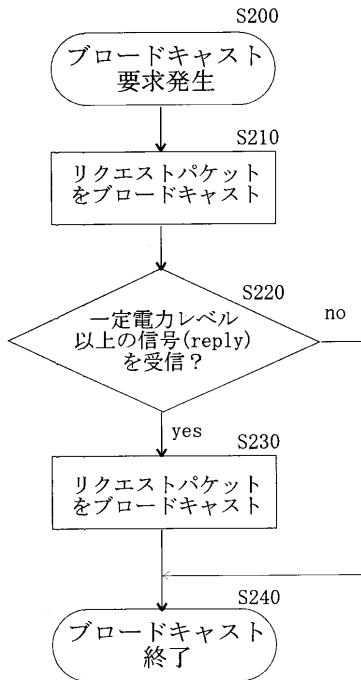 S200
ブロードキャスト
要求発生
S210
リクエストパケット
をブロードキャスト
S220
一定電力レベル
以上の信号(reply)
を受信?
no
yes
S230
リクエストパケット
をブロードキャスト
S240
ブロードキャスト
終了